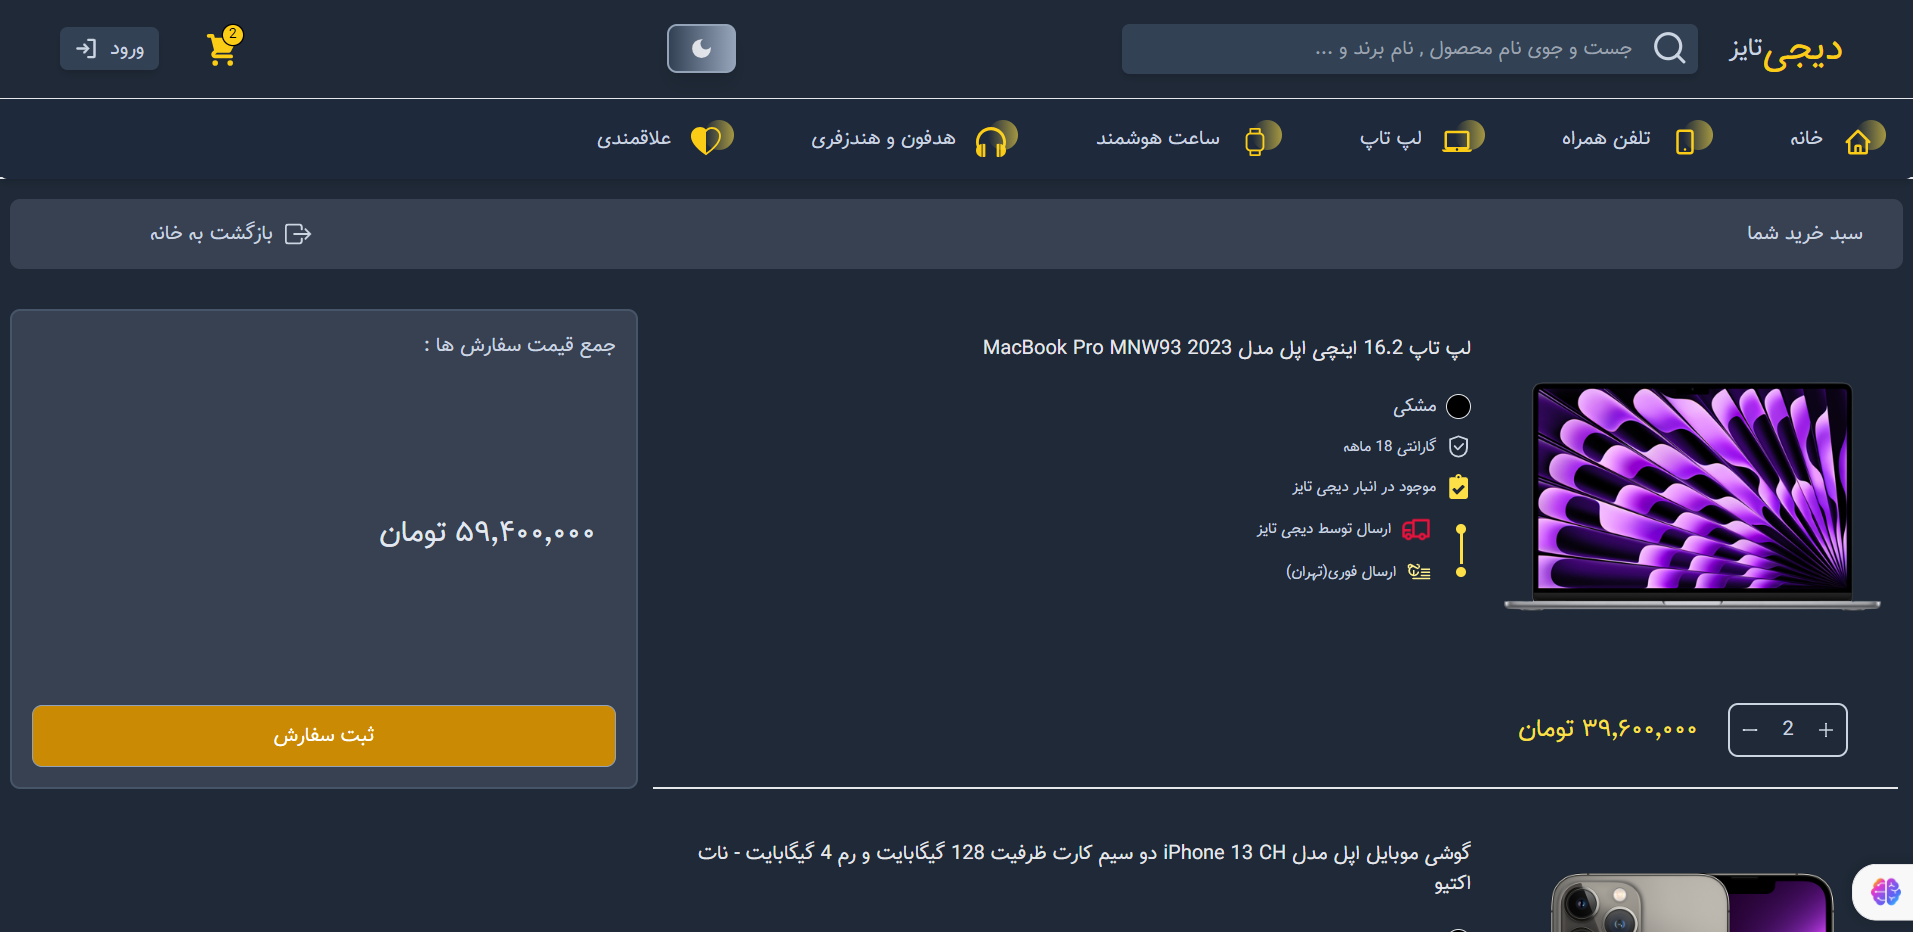 دیجی تایز
جست و جوی نام محصول , نام برند و ...
2
ورود
خانه
تلفن همراه
لپ تاپ
ساعت هوشمند
هدفون و هندزفری
علاقمندی
سبد خرید شما
بازگشت به خانه
لپ تاپ 16.2 اینچی اپل مدل MacBook Pro MNW93 2023
مشکی
گارانتی 18 ماهه
موجود در انبار دیجی تایز
ارسال توسط دیجی تایز
ارسال فوری(تهران)
2
۳۹,۶۰۰,۰۰۰ تومان
جمع قیمت سفارش ها :
۵۹,۴۰۰,۰۰۰ تومان
ثبت سفارش
گوشی موبایل اپل مدل iPhone 13 CH دو سیم کارت ظرفیت 128 گیگابایت و رم 4 گیگابایت - نات
اکتیو